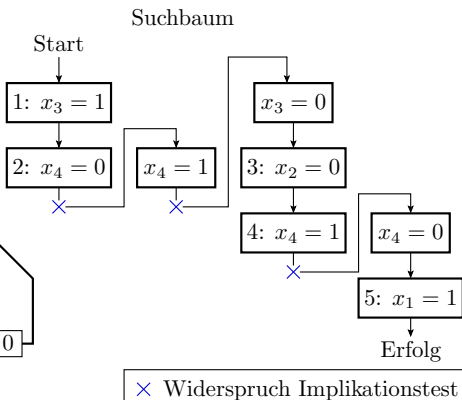 Suchbaum
Start
1: x₃ = 1
2: x₄ = 0
x₄ = 1
x₃ = 0
3: x₂ = 0
4: x₄ = 1
x₄ = 0
5: x₁ = 1
Erfolg
0
× Widerspruch Implikationstest